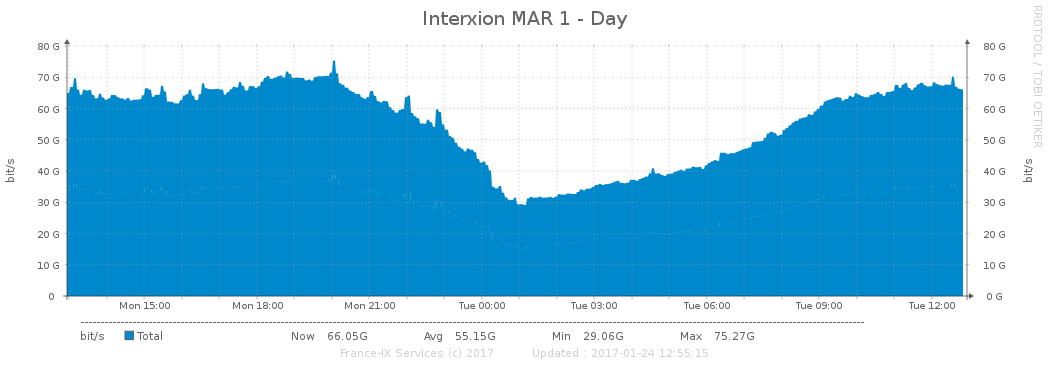 Interxion MAR 1 - Day
RRDTOOL / TOBI OETIKER
80 G 80 G
70 G 70 G
60 G 60 G
50 G 50 G
40 G 40 G
30 G 30 G
20 G 20 G
10 G 10 G
0 0 G
bit/s bit/s
Mon 15:00 Mon 18:00 Mon 21:00 Tue 00:00 Tue 03:00 Tue 06:00 Tue 09:00 Tue 12:00
bit/s Total Now 66.05G Avg 55.15G Min 29.06G Max 75.27G
France-IX Services (c) 2017 Updated : 2017-01-24 12:55:15